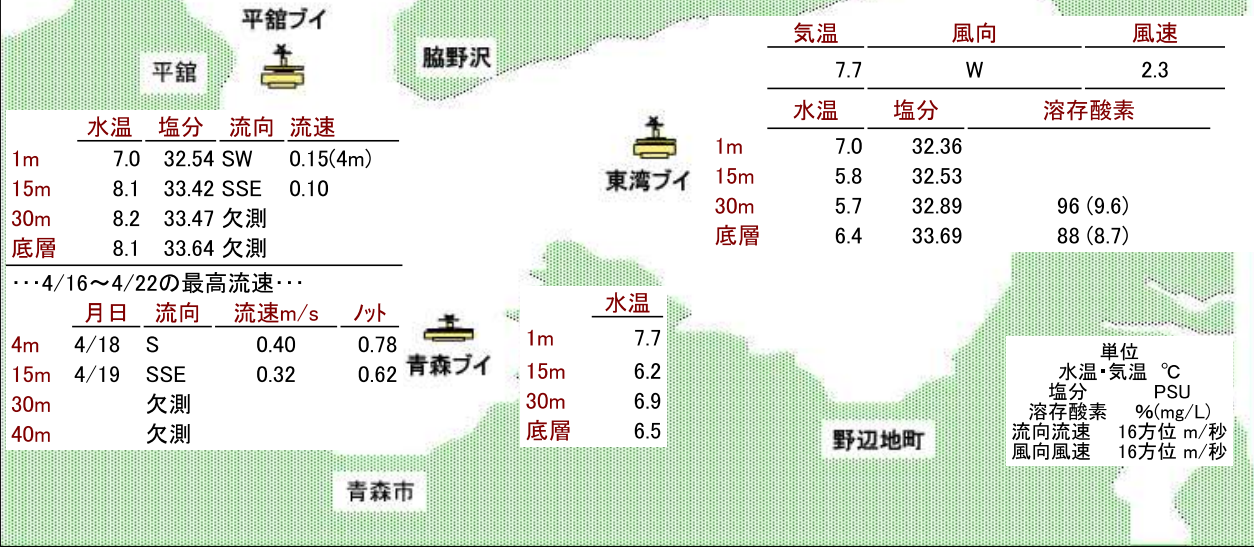 平舘ブイ
平舘
脇野沢
水温 塩分 流向 流速
1m 7.0 32.54 SW 0.15(4m)
15m 8.1 33.42 SSE 0.10
30m 8.2 33.47 欠測
底層 8.1 33.64 欠測
…4/16～4/22の最高流速…
月日 流向 流速m/s ノット
4m 4/18 S 0.40 0.78
15m 4/19 SSE 0.32 0.62
30m 欠測
40m 欠測
気温 風向 風速
7.7 W 2.3
水温 塩分 溶存酸素
1m 7.0 32.36
15m 5.8 32.53
30m 5.7 32.89 96 (9.6)
底層 6.4 33.69 88 (8.7)
東湾ブイ
青森ブイ
水温
1m 7.7
15m 6.2
30m 6.9
底層 6.5
青森市
野辺地町
単位
水温・気温 ℃
塩分 PSU
溶存酸素 %(mg/L)
流向流速 16方位 m/秒
風向風速 16方位 m/秒